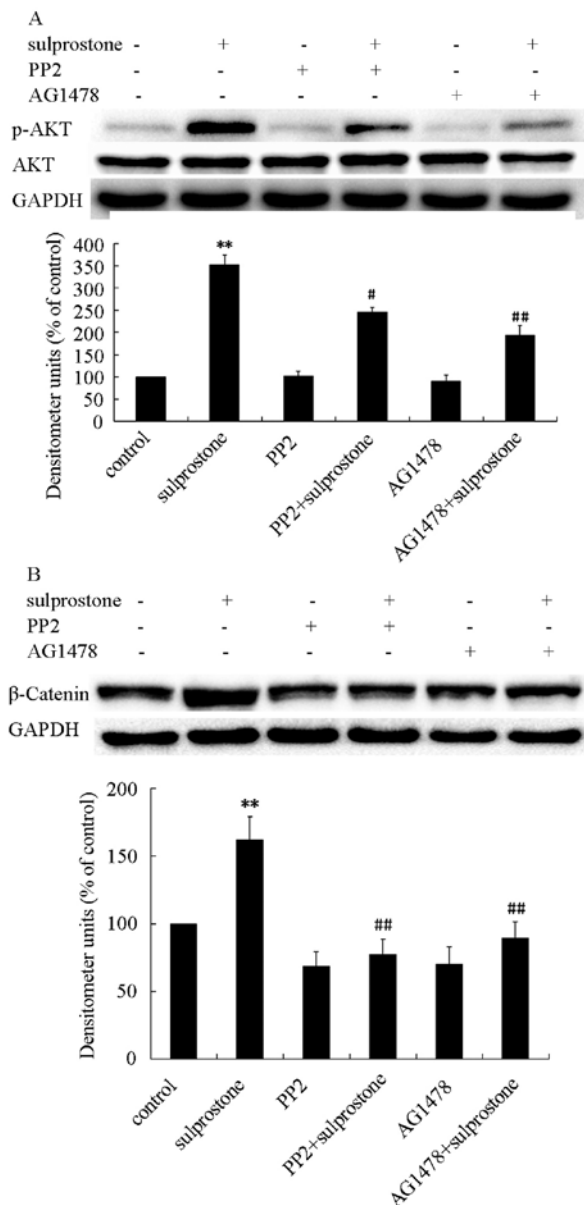 A
sulprostone - + - + - +
PP2 - - + + - -
AG1478 - - - - + +
p-AKT
AKT
GAPDH
Densitometer units (% of control)
400
350
300
250
200
150
100
50
0
**
#
##
control
sulprostone
PP2
PP2+sulprostone
AG1478
AG1478+sulprostone
B
sulprostone - + - + - +
PP2 - - + + - -
AG1478 - - - - + +
β-Catenin
GAPDH
Densitometer units (% of control)
200
150
100
50
0
**
##
##
control
sulprostone
PP2
PP2+sulprostone
AG1478
AG1478+sulprostone